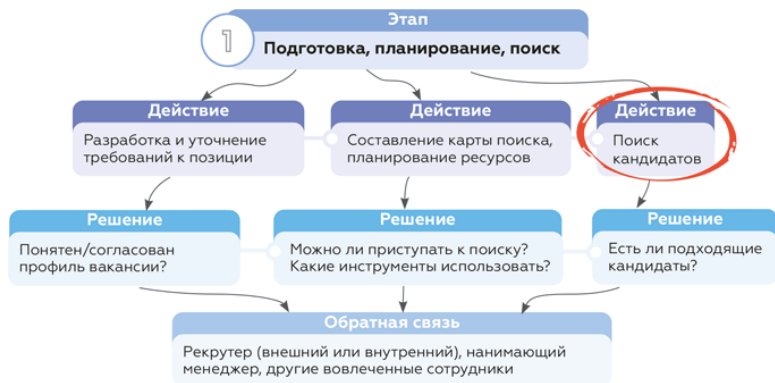 Этап
1
Подготовка, планирование, поиск
Действие
Разработка и уточнение
требований к позиции
Действие
Составление карты поиска,
планирование ресурсов
Действие
Поиск
кандидатов
Решение
Понятен/согласован
профиль вакансии?
Решение
Можно ли приступать к поиску?
Какие инструменты использовать?
Решение
Есть ли подходящие
кандидаты?
Обратная связь
Рекрутер (внешний или внутренний), нанимающий
менеджер, другие вовлеченные сотрудники